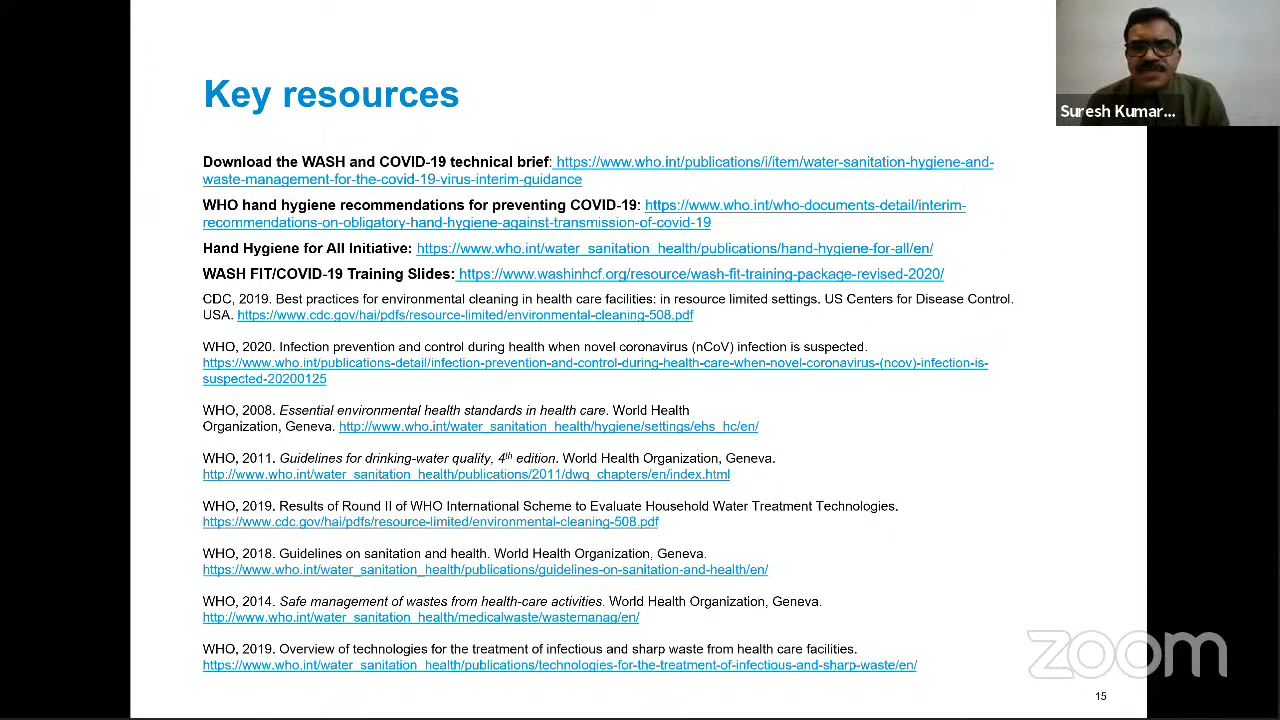 Key resources
Suresh Kumar...
Download the WASH and COVID-19 technical brief: https://www.who.int/publications/i/item/water-sanitation-hygiene-and-
waste-management-for-the-covid-19-virus-interim-guidance
WHO hand hygiene recommendations for preventing COVID-19: https://www.who.int/who-documents-detail/interim-
recommendations-on-obligatory-hand-hygiene-against-transmission-of-covid-19
Hand Hygiene for All Initiative: https://www.who.int/water_sanitation_health/publications/hand-hygiene-for-all/en/
WASH FIT/COVID-19 Training Slides: https://www.washinhcf.org/resource/wash-fit-training-package-revised-2020/
CDC, 2019. Best practices for environmental cleaning in health care facilities: in resource limited settings. US Centers for Disease Control.
USA. https://www.cdc.gov/hai/pdfs/resource-limited/environmental-cleaning-508.pdf
WHO, 2020. Infection prevention and control during health when novel coronavirus (nCoV) infection is suspected.
https://www.who.int/publications-detail/infection-prevention-and-control-during-health-care-when-novel-coronavirus-(ncov)-infection-is-
suspected-20200125
WHO, 2008. Essential environmental health standards in health care. World Health
Organization, Geneva. http://www.who.int/water_sanitation_health/hygiene/settings/ehs_hc/en/
WHO, 2011. Guidelines for drinking-water quality, 4th edition. World Health Organization, Geneva.
http://www.who.int/water_sanitation_health/publications/2011/dwq_chapters/en/index.html
WHO, 2019. Results of Round II of WHO International Scheme to Evaluate Household Water Treatment Technologies.
https://www.cdc.gov/hai/pdfs/resource-limited/environmental-cleaning-508.pdf
WHO, 2018. Guidelines on sanitation and health. World Health Organization, Geneva.
https://www.who.int/water_sanitation_health/publications/guidelines-on-sanitation-and-health/en/
WHO, 2014. Safe management of wastes from health-care activities. World Health Organization, Geneva.
http://www.who.int/water_sanitation_health/medicalwaste/wastemanag/en/
WHO, 2019. Overview of technologies for the treatment of infectious and sharp waste from health care facilities.
https://www.who.int/water_sanitation_health/publications/technologies-for-the-treatment-of-infectious-and-sharp-waste/en/
zoom
15